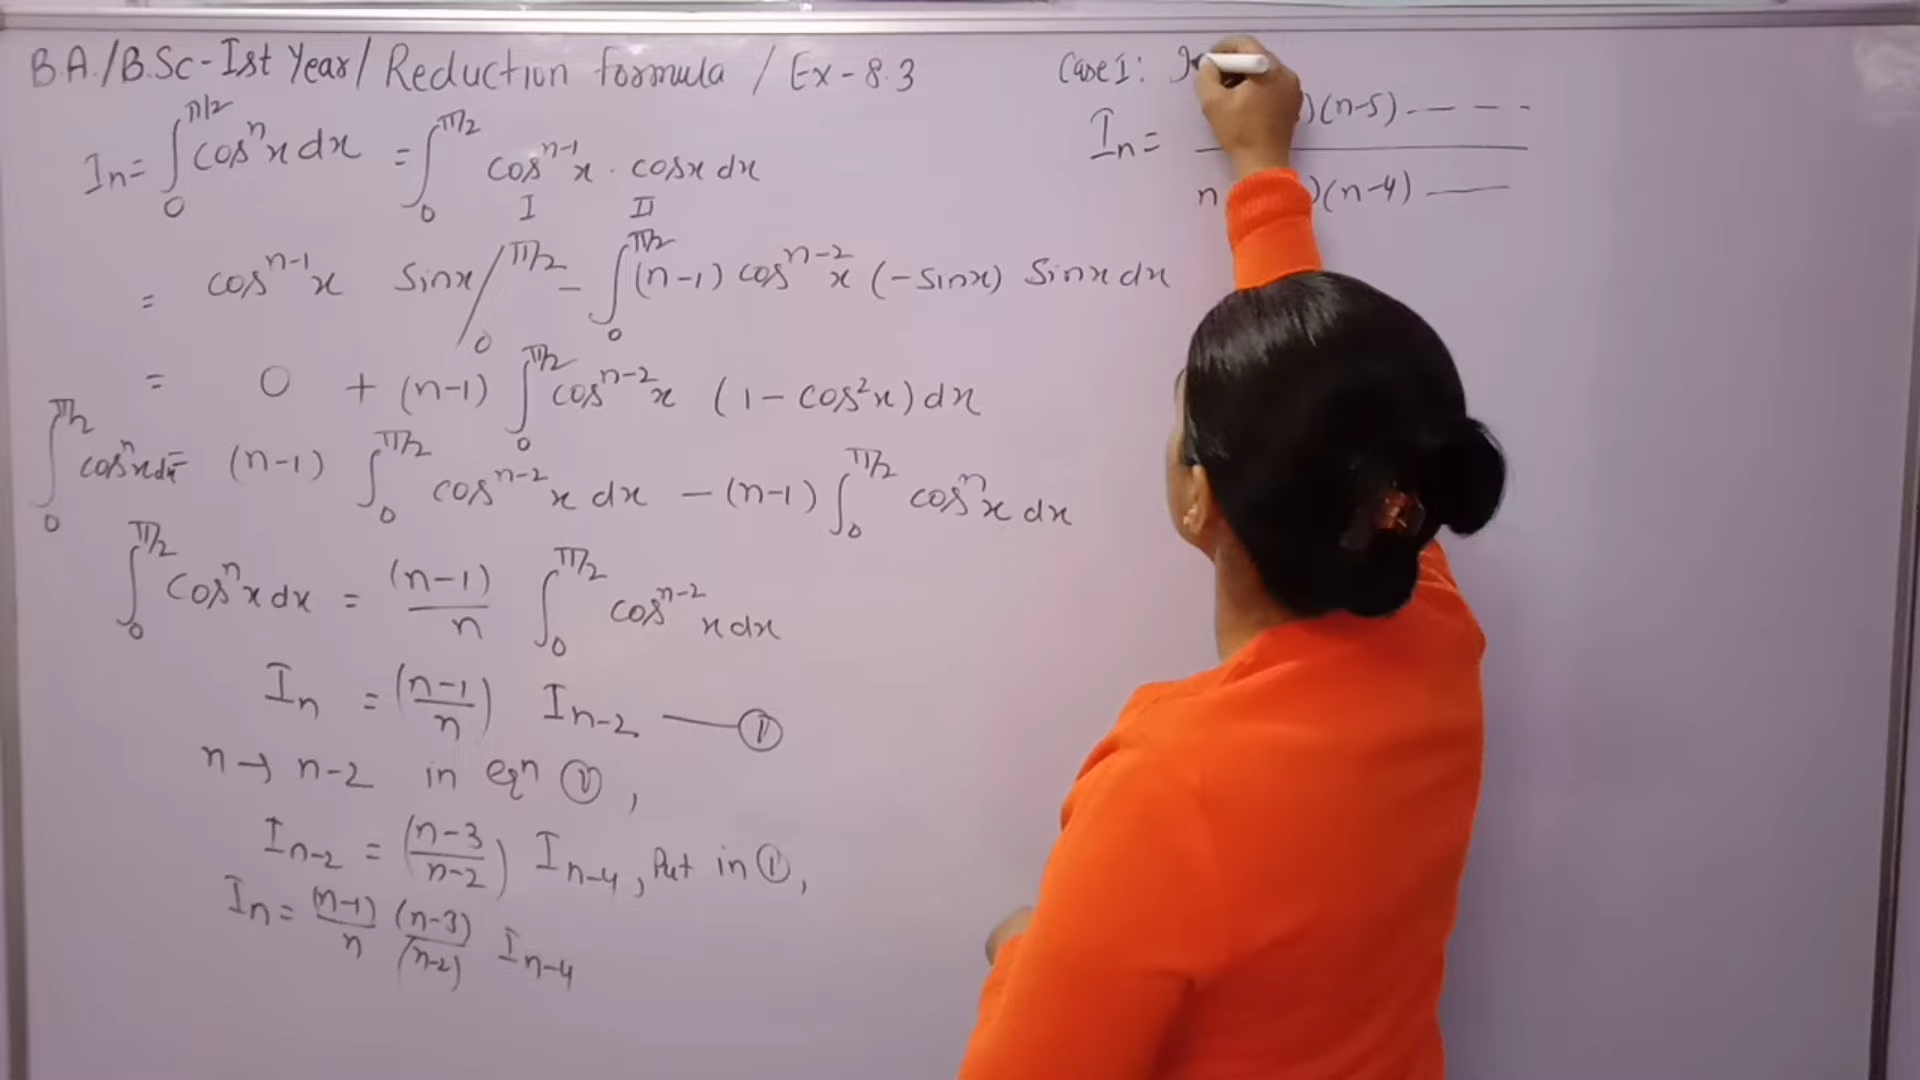 B.A./B.Sc-Ist Year/ Reduction formula / Ex-8.3
Iₙ = ∫₀^π/2 cosⁿx dx = ∫₀^π/2 cosⁿ⁻¹x . cosx dx
I II
= cosⁿ⁻¹x sinx /₀^π/2 - ∫₀^π/2 (n-1) cosⁿ⁻²x (-sinx) sinx dx
= 0 + (n-1) ∫₀^π/2 cosⁿ⁻²x (1-cos²x) dx
∫₀^π/2 cosⁿx dx = (n-1) ∫₀^π/2 cosⁿ⁻²x dx - (n-1) ∫₀^π/2 cosⁿx dx
∫₀^π/2 cosⁿx dx = (n-1)/n ∫₀^π/2 cosⁿ⁻²x dx
Iₙ = (n-1/n) Iₙ₋₂ — ①
n → n-2 in eqⁿ ①,
Iₙ₋₂ = (n-3/n-2) Iₙ₋₄, Put in ①,
Iₙ = (n-1)/n (n-3)/(n-2) Iₙ₋₄
Case I:
Iₙ = )(n-5) — - - -
n )(n-4) —